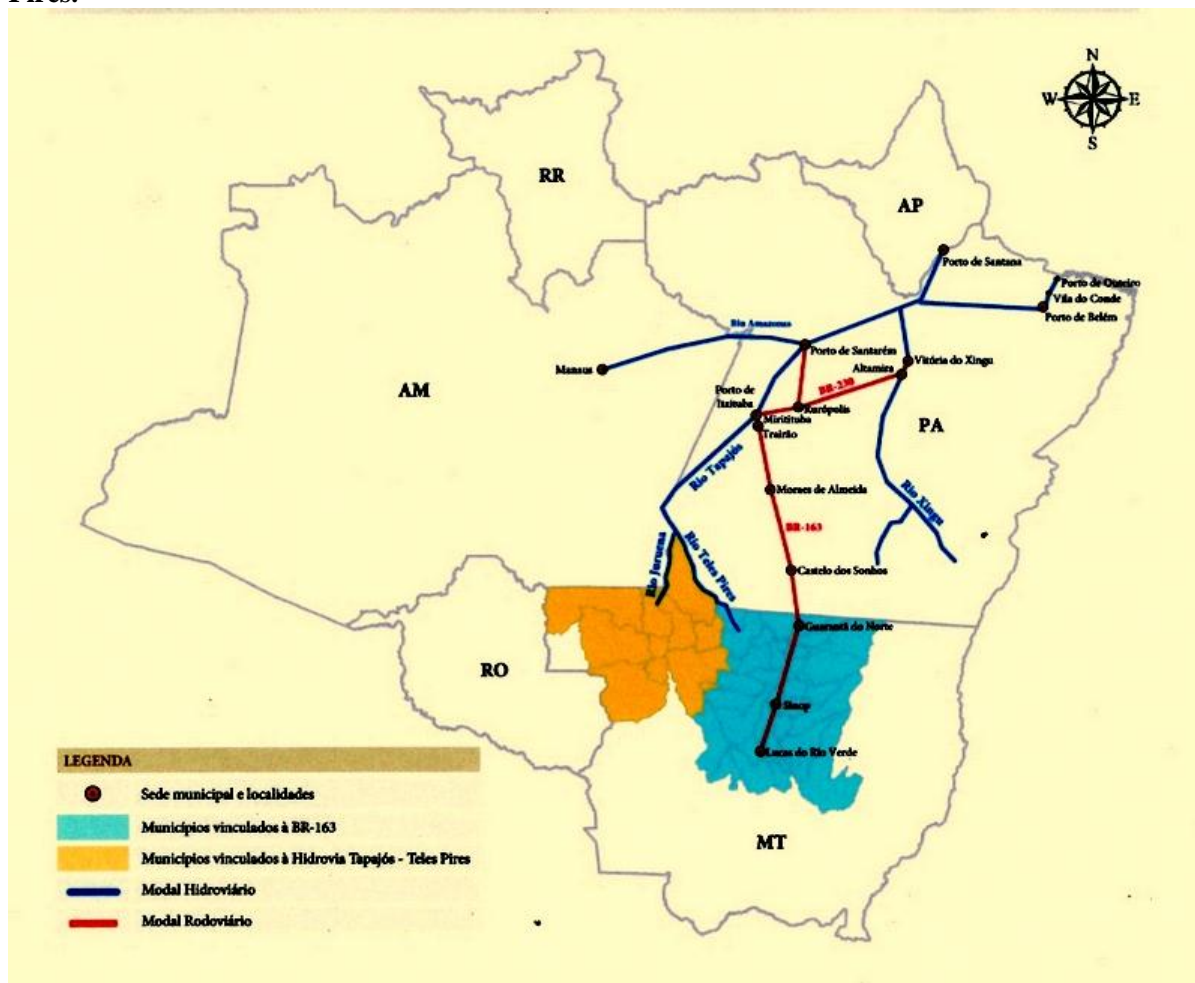 Pires.
N
W
E
S
RR
AP
Porto de Santana
Porto de Outeiro
Vila do Conde
Porto de Belém
Rio Amazonas
Porto de Santarém
Manaus
Vitória do Xingu
Altamira
AM
BR-230
Porto de
Itaituba
Rurópolis
Miritituba
Trairão
PA
Rio Tapajós
Moraes de Almeida
Rio Xingu
BR-163
Rio Juruena
Rio Teles Pires
Castelo dos Sonhos
Guarantã do Norte
RO
Sinop
Lucas do Rio Verde
MT
LEGENDA
Sede municipal e localidades
Municípios vinculados à BR-163
Municípios vinculados à Hidrovia Tapajós - Teles Pires
Modal Hidroviário
Modal Rodoviário